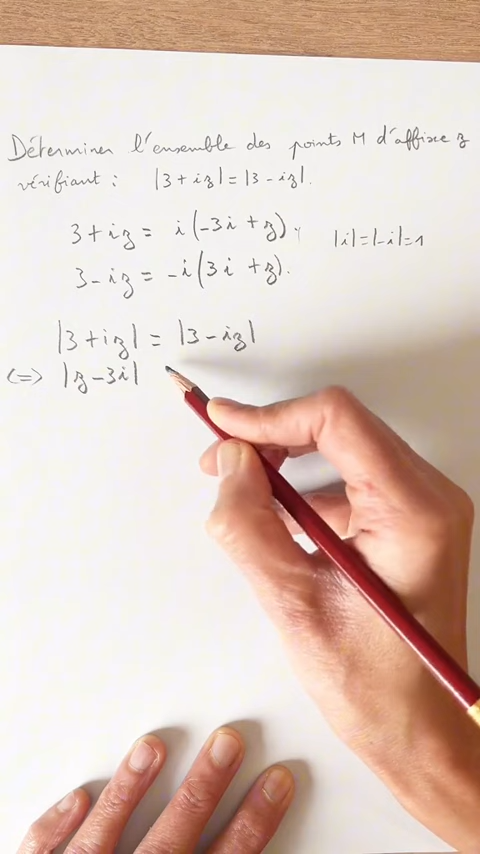 Déterminer l'ensemble des points M d'affixe z
vérifiant : |3+iz|=|3-iz|.
3+iz = i(-3i+z).
|i|=|-i|=1
3-iz = -i(3i+z).
|3+iz| = |3-iz|
<=> |z-3i|